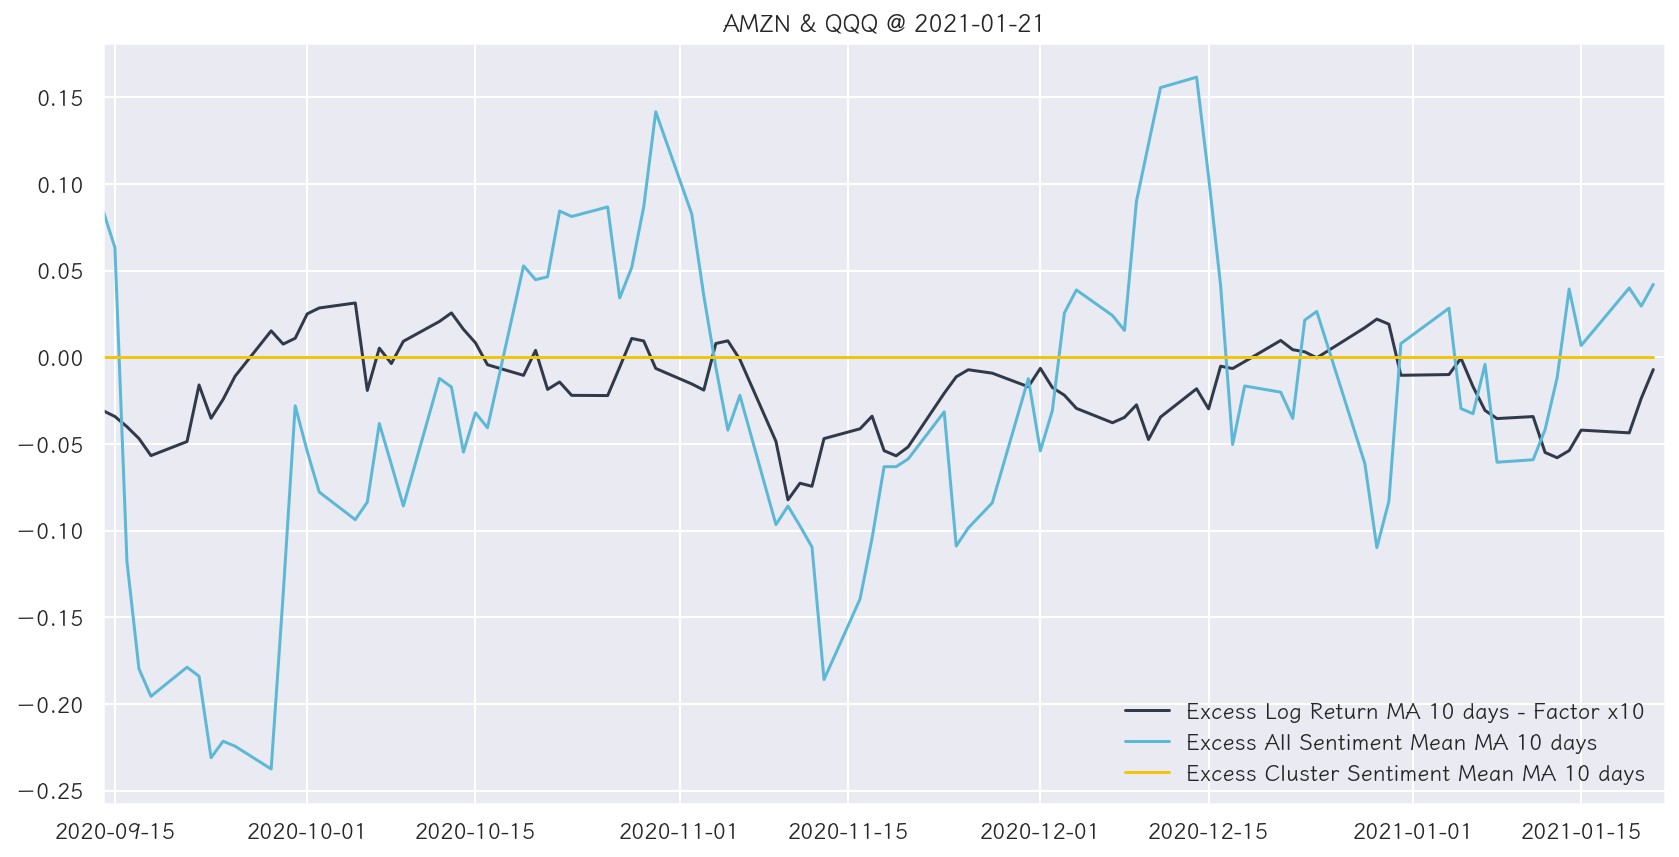 AMZN & QQQ @ 2021-01-21
0.15
0.10
0.05
0.00
−0.05
−0.10
−0.15
−0.20
−0.25
Excess Log Return MA 10 days - Factor x10
Excess All Sentiment Mean MA 10 days
Excess Cluster Sentiment Mean MA 10 days
2020-09-15 2020-10-01 2020-10-15 2020-11-01 2020-11-15 2020-12-01 2020-12-15 2021-01-01 2021-01-15